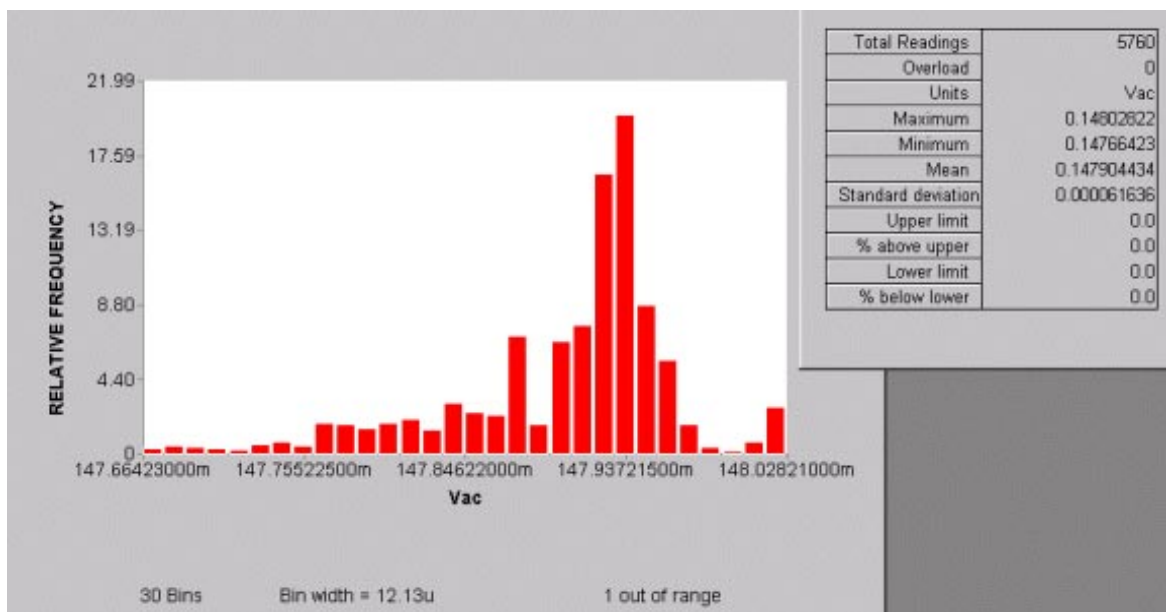 21.99
17.59
13.19
8.80
4.40
0
RELATIVE FREQUENCY
147.66423000m 147.75522500m 147.84622000m 147.93721500m 148.02821000m
Vac
30 Bins Bin width = 12.13u 1 out of range
Total Readings 5760
Overload 0
Units Vac
Maximum 0.14802822
Minimum 0.14766423
Mean 0.147904434
Standard deviation 0.000061636
Upper limit 0.0
% above upper 0.0
Lower limit 0.0
% below lower 0.0